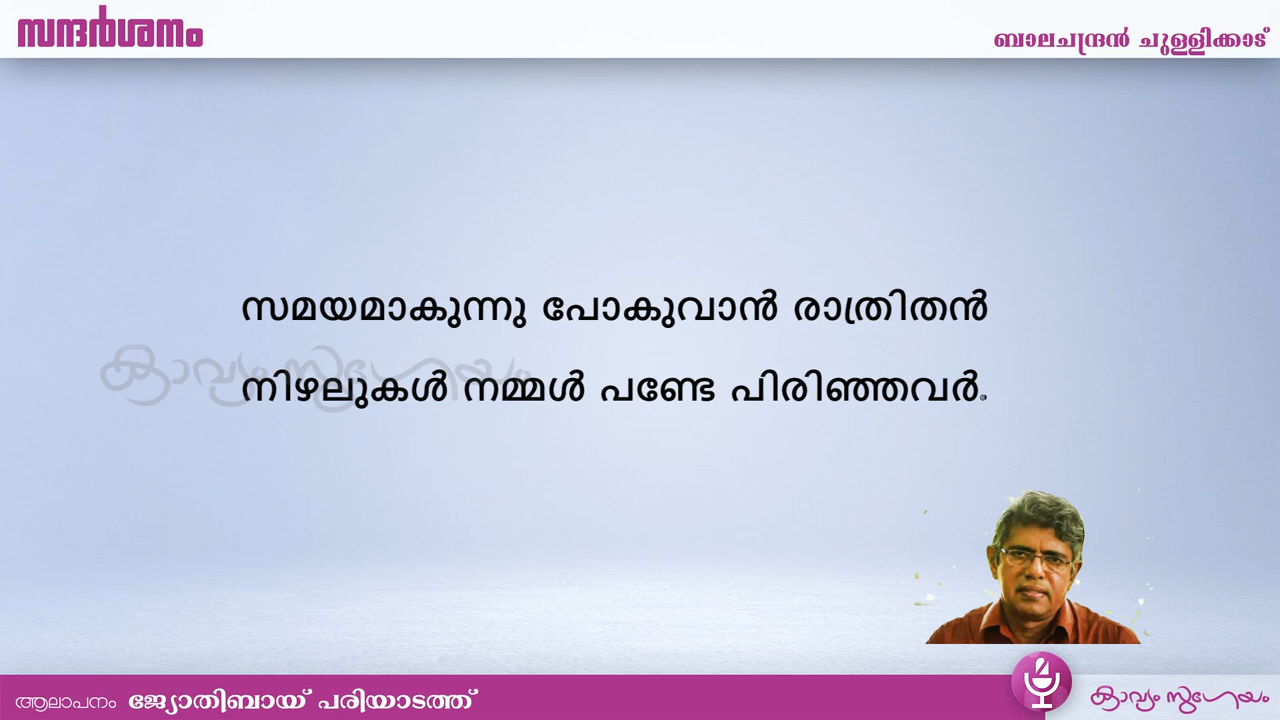 സന്ദർശനം
ബാലചന്ദ്രൻ ചുള്ളിക്കാട്
സമയമാകുന്നു പോകുവാൻ രാത്രിതൻ
കാവ്യം സുഗേയം
നിഴലുകൾ നമ്മൾ പണ്ടേ പിരിഞ്ഞവർ.
ആലാപനം ജ്യോതിബായ് പരിയാടത്ത്
കാവ്യം സുഗേയം